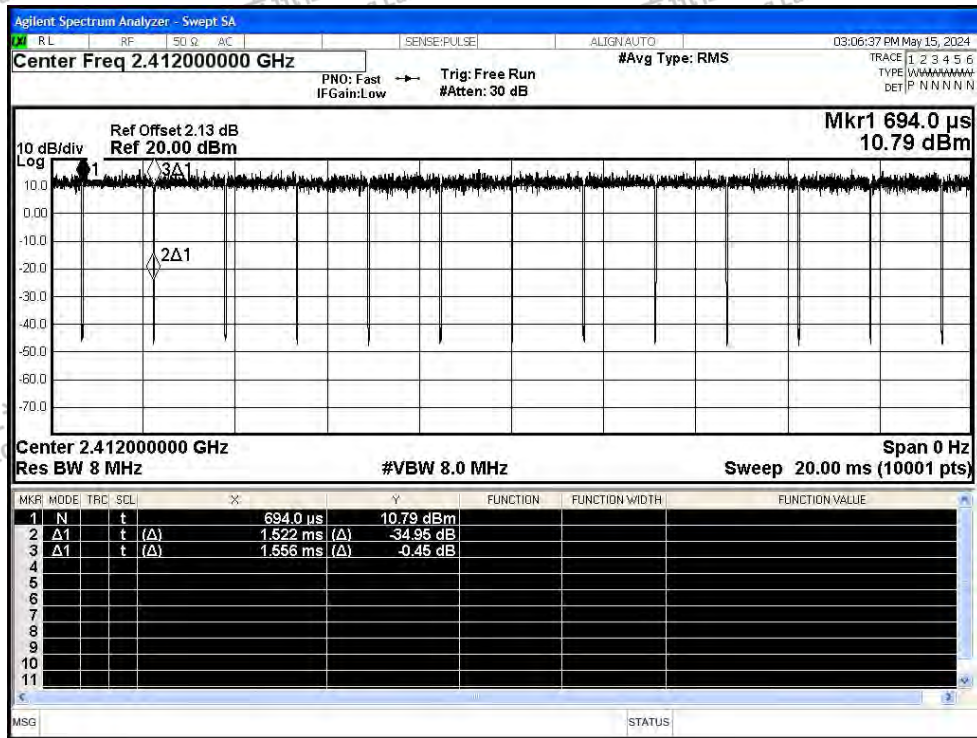 Agilent Spectrum Analyzer - Swept SA
RL RF 50 Ω AC SENSE:PULSE ALIGN AUTO 03:06:37 PM May 15, 2024
Center Freq 2.412000000 GHz #Avg Type: RMS TRACE 1 2 3 4 5 6
PNO: Fast Trig: Free Run TYPE
IFGain:Low #Atten: 30 dB DET P N N N N N
Mkr1 694.0 µs
Ref Offset 2.13 dB
10 dB/div Ref 20.00 dBm 10.79 dBm
Log
1 3Δ1
10.0
0.00
-10.0
2Δ1
-20.0
-30.0
-40.0
-50.0
-60.0
-70.0
Center 2.412000000 GHz Span 0 Hz
Res BW 8 MHz #VBW 8.0 MHz Sweep 20.00 ms (10001 pts)
MKR MODE TRC SCL X Y FUNCTION FUNCTION WIDTH FUNCTION VALUE
1 N t 694.0 µs 10.79 dBm
2 Δ1 t (Δ) 1.522 ms (Δ) -34.95 dB
3 Δ1 t (Δ) 1.556 ms (Δ) -0.45 dB
4
5
6
7
8
9
10
11
MSG STATUS